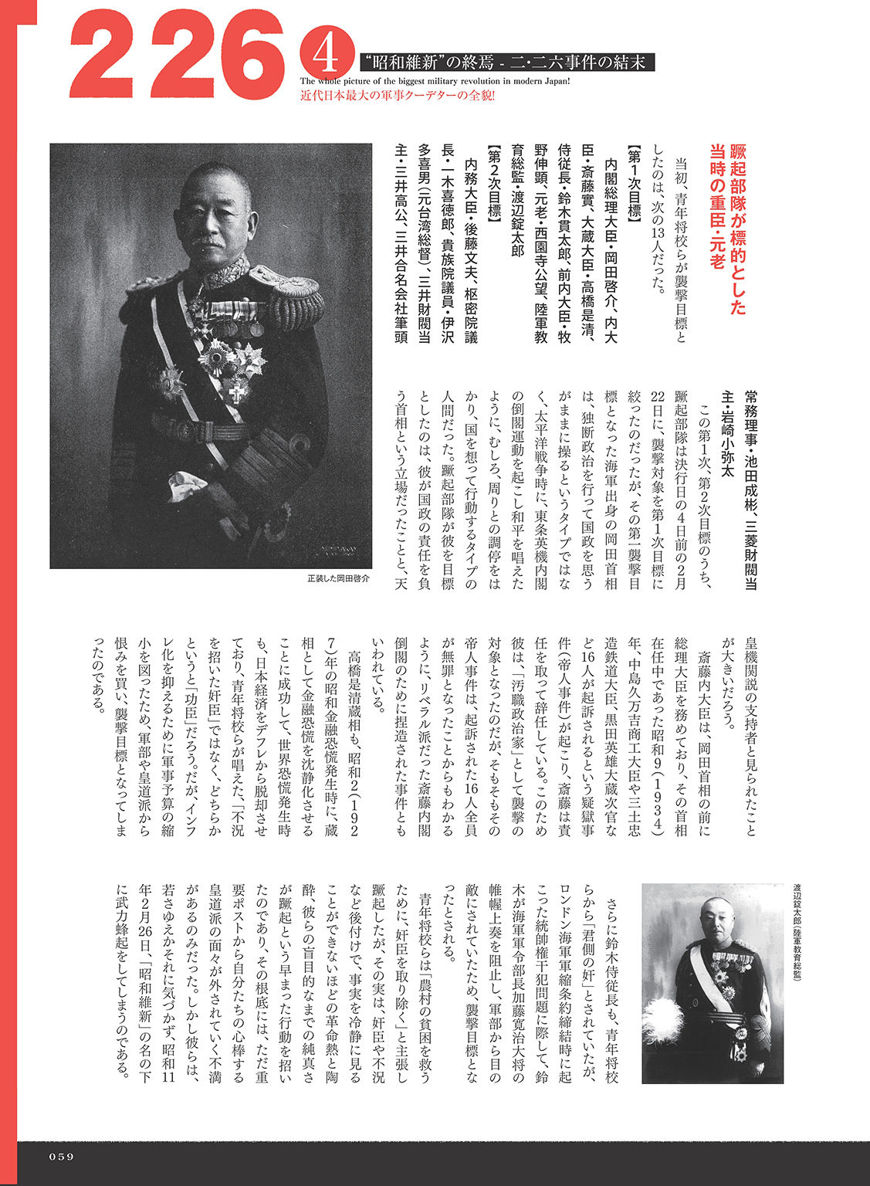 226
4
“昭和維新”の終焉 - 二・二六事件の結末
The whole picture of the biggest military revolution in modern Japan!
近代日本最大の軍事クーデターの全貌!
蹶起部隊が標的とした
当時の重臣・元老
当初、青年将校らが襲撃目標と
したのは、次の13人だった。
【第1次目標】
内閣総理大臣・岡田啓介、内大
臣・斎藤實、大蔵大臣・高橋是清、
侍従長・鈴木貫太郎、前内大臣・牧
野伸顕、元老・西園寺公望、陸軍教
育総監・渡辺錠太郎
【第2次目標】
内務大臣・後藤文夫、枢密院議
長・一木喜徳郎、貴族院議員・伊沢
多喜男(元台湾総督)、三井財閥当
主・三井高公、三井合名会社筆頭
正装した岡田啓介
常務理事・池田成彬、三菱財閥当
主・岩崎小弥太
この第1次、第2次目標のうち、
蹶起部隊は決行日の4日前の2月
22日に、襲撃対象を第1次目標に
絞ったのだったが、その第一襲撃目
標となった海軍出身の岡田首相
は、独断政治を行って国政を思う
がままに操るというタイプではな
く、太平洋戦争時に、東条英機内閣
の倒閣運動を起こし和平を唱えた
ように、むしろ、周りとの調停をは
かり、国を想って行動するタイプの
人間だった。蹶起部隊が彼を目標
としたのは、彼が国政の責任を負
う首相という立場だったことと、天
皇機関説の支持者と見られたこと
が大きいだろう。
斎藤内大臣は、岡田首相の前に
総理大臣を務めており、その首相
在任中であった昭和9(1934)
年、中島久万吉商工大臣や三土忠
造鉄道大臣、黒田英雄大蔵次官な
ど16人が起訴されるという疑獄事
件(帝人事件)が起こり、斎藤は責
任を取って辞任している。このため
彼は、「汚職政治家」として襲撃の
対象となったのだが、そもそもその
帝人事件は、起訴された16人全員
が無罪となったことからもわかる
ように、リベラル派だった斎藤内閣
倒閣のために捏造された事件とも
いわれている。
高橋是清蔵相も、昭和2(192
7)年の昭和金融恐慌発生時に、蔵
相として金融恐慌を沈静化させる
ことに成功して、世界恐慌発生時
も、日本経済をデフレから脱却させ
ており、青年将校らが唱えた、「不況
を招いた奸臣」ではなく、どちらか
というと「功臣」だろう。だが、インフ
レ化を抑えるために軍事予算の縮
小を図ったため、軍部や皇道派から
恨みを買い、襲撃目標となってしま
ったのである。
渡辺錠太郎(陸軍教育総監)
さらに鈴木侍従長も、青年将校
らから「君側の奸」とされていたが、
ロンドン海軍軍縮条約締結時に起
こった統帥権干犯問題に際して、鈴
木が海軍軍令部長加藤寛治大将の
帷幄上奏を阻止し、軍部から目の
敵にされていたため、襲撃目標とな
ったとされる。
青年将校らは「農村の貧困を救う
ために、奸臣を取り除く」と主張し
蹶起したが、その実は、奸臣や不況
など後付けで、事実を冷静に見る
ことができないほどの革命熱と陶
酔、彼らの盲目的なまでの純真さ
が蹶起という早まった行動を招い
たのであり、その根底には、ただ重
要ポストから自分たちの心棒する
皇道派の面々が外されていく不満
があるのみだった。しかし彼らは、
若さゆえかそれに気づかず、昭和11
年2月26日、「昭和維新」の名の下
に武力蜂起をしてしまうのである。
059